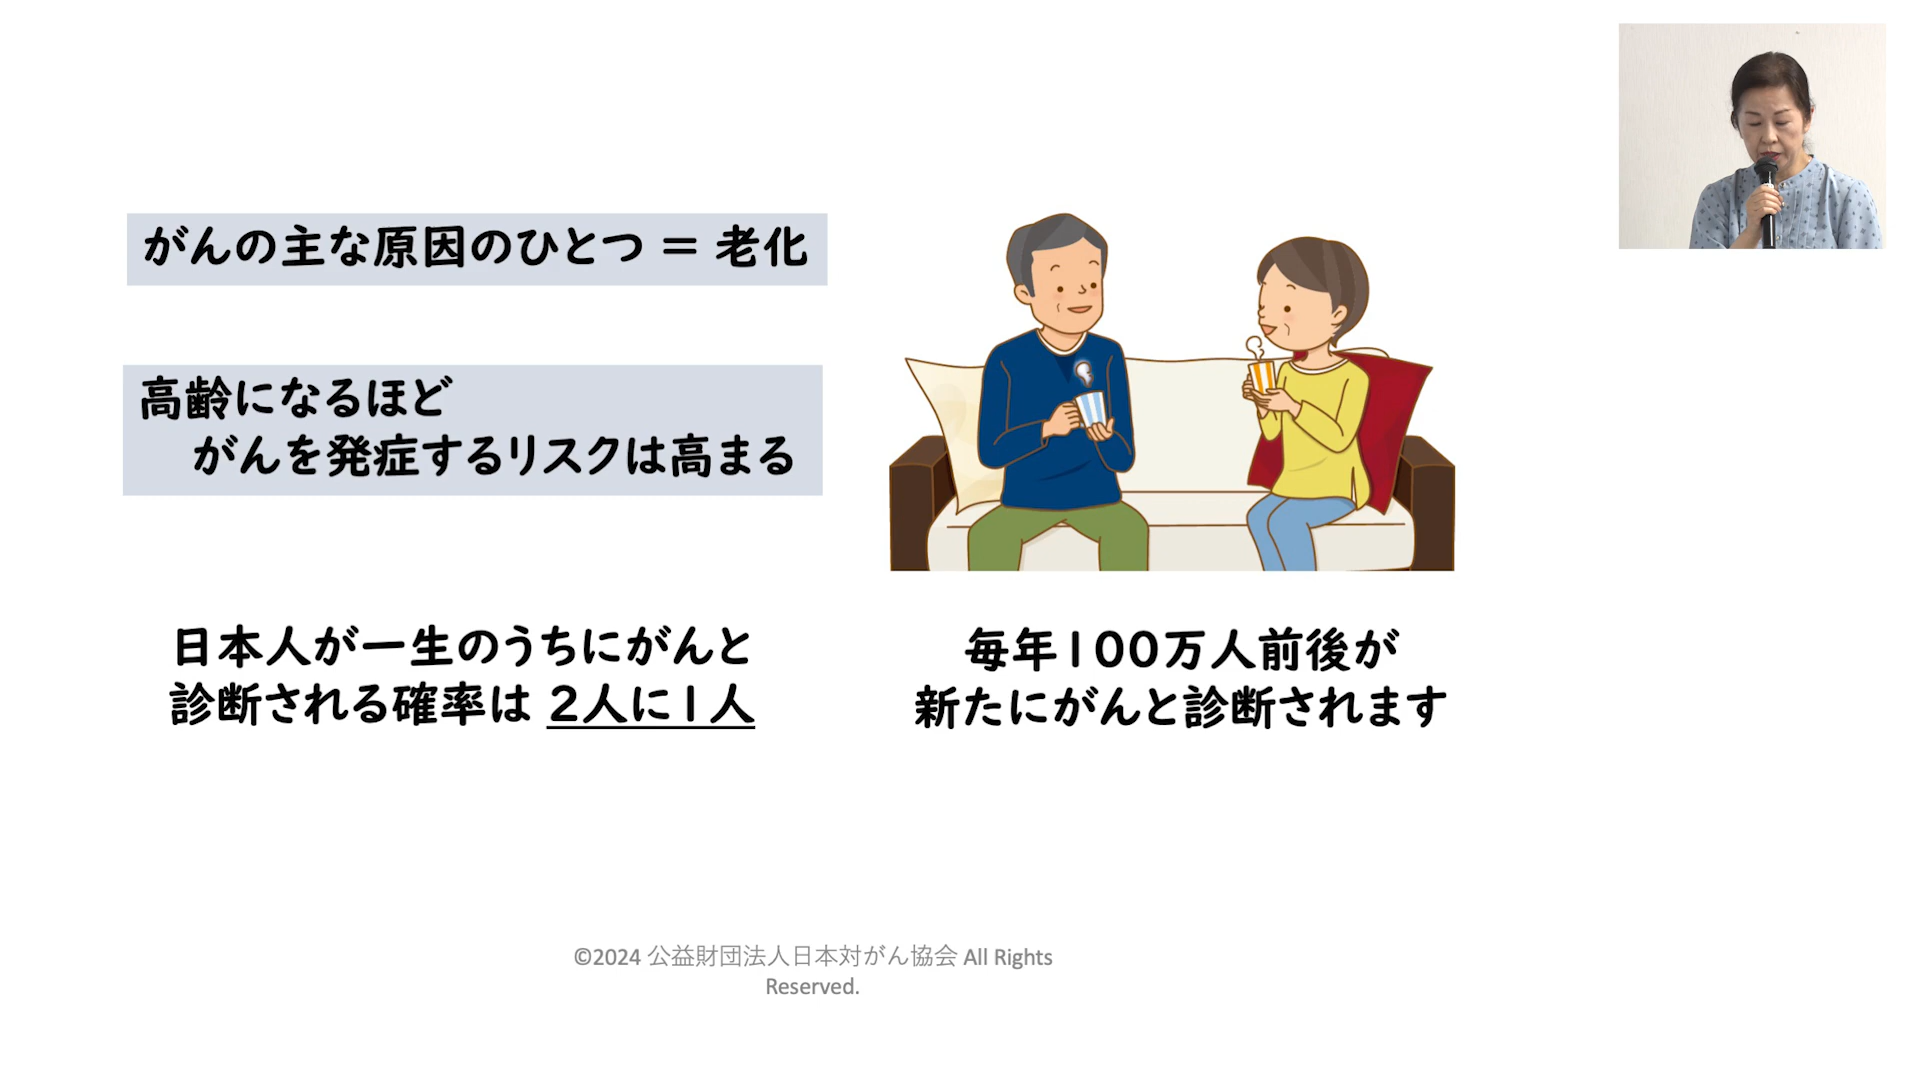 がんの主な原因のひとつ = 老化
高齢になるほど
がんを発症するリスクは高まる
日本人が一生のうちにがんと
診断される確率は 2人に1人
毎年100万人前後が
新たにがんと診断されます
©2024 公益財団法人日本対がん協会 All Rights
Reserved.